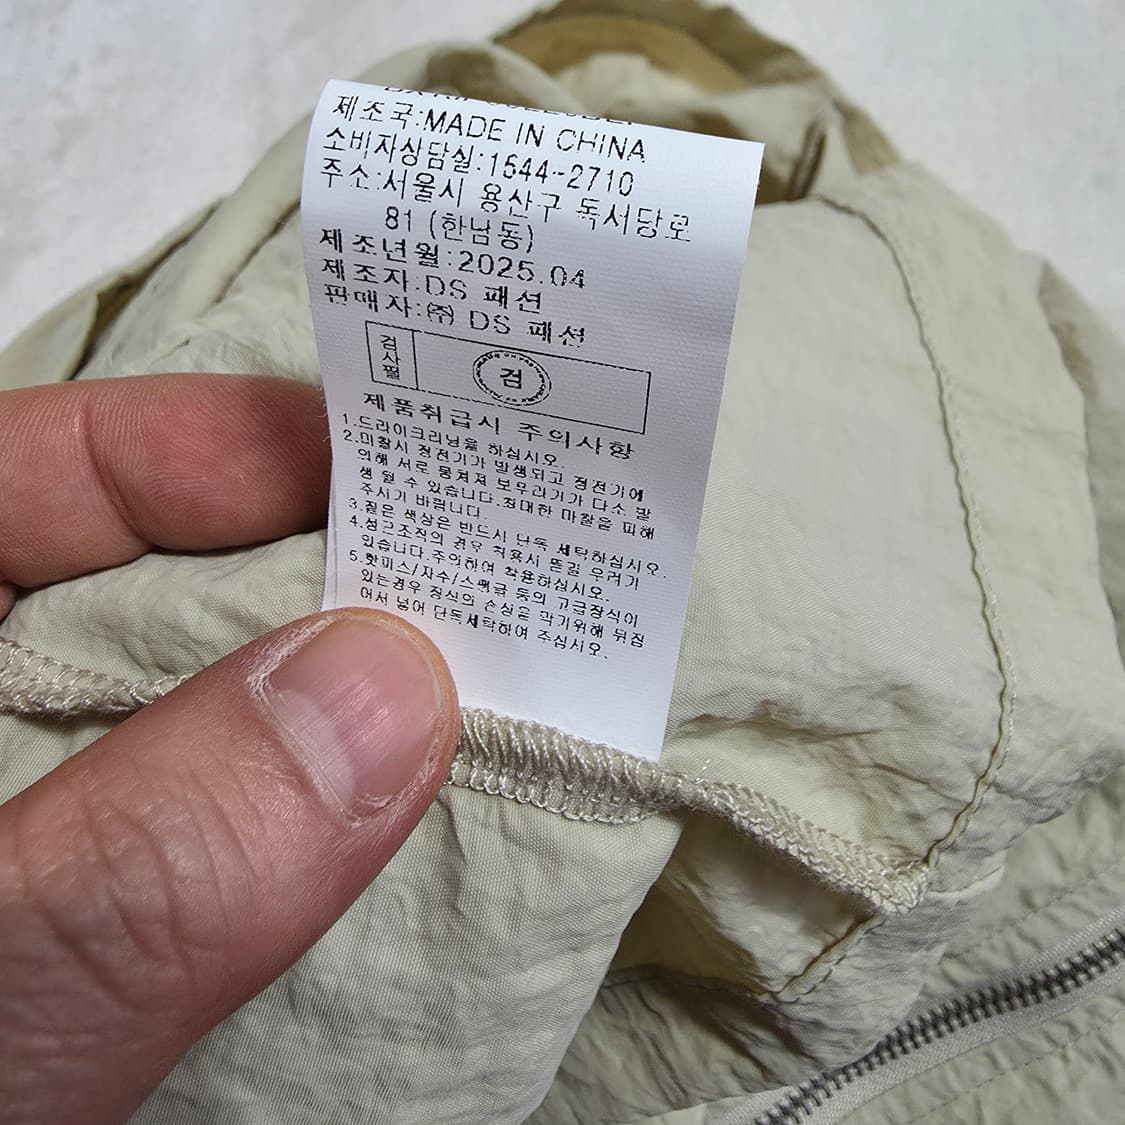 제조국:MADE IN CHINA
소비자상담실:1544-2710
주소:서울시 용산구 독서당로
81 (한남동)
제조년월:2025.04
제조자:DS 패션
판매자:㈜ DS 패션
검사필
검
제품취급시 주의사항
1.드라이크리닝을 하십시오.
2.마찰시 정전기가 발생되고 정전기에
의해 서로 뭉쳐져 보푸라기가 다소 발
생 될 수 있습니다.최대한 마찰을 피해
주시기 바랍니다.
3.짙은 색상은 반드시 단독 세탁하십시오.
4.성근조직의 경우 착용시 뜯길 우려가
있습니다.주의하여 착용하십시오.
5.핫피스/자수/스팽글 등의 고급장식이
있는경우 장식의 손상을 막기위해 뒤집
어서 넣어 단독세탁하여 주십시오.